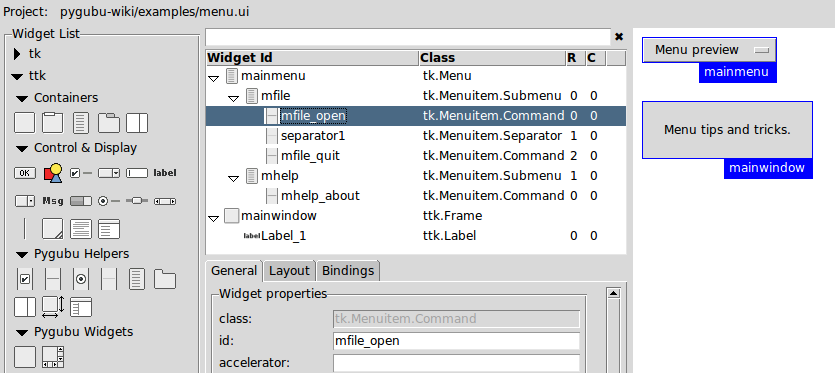 Project: pygubu-wiki/examples/menu.ui
Widget List
tk
ttk
Containers
Control & Display
OK
label
Msg
Pygubu Helpers
Pygubu Widgets
Widget Id Class R C
mainmenu tk.Menu
mfile tk.Menuitem.Submenu 0 0
mfile_open tk.Menuitem.Command 0 0
separator1 tk.Menuitem.Separator 1 0
mfile_quit tk.Menuitem.Command 2 0
mhelp tk.Menuitem.Submenu 1 0
mhelp_about tk.Menuitem.Command 0 0
mainwindow ttk.Frame
label Label_1 ttk.Label 0 0
General Layout Bindings
Widget properties
class: tk.Menuitem.Command
id: mfile_open
accelerator:
Menu preview
mainmenu
Menu tips and tricks.
mainwindow